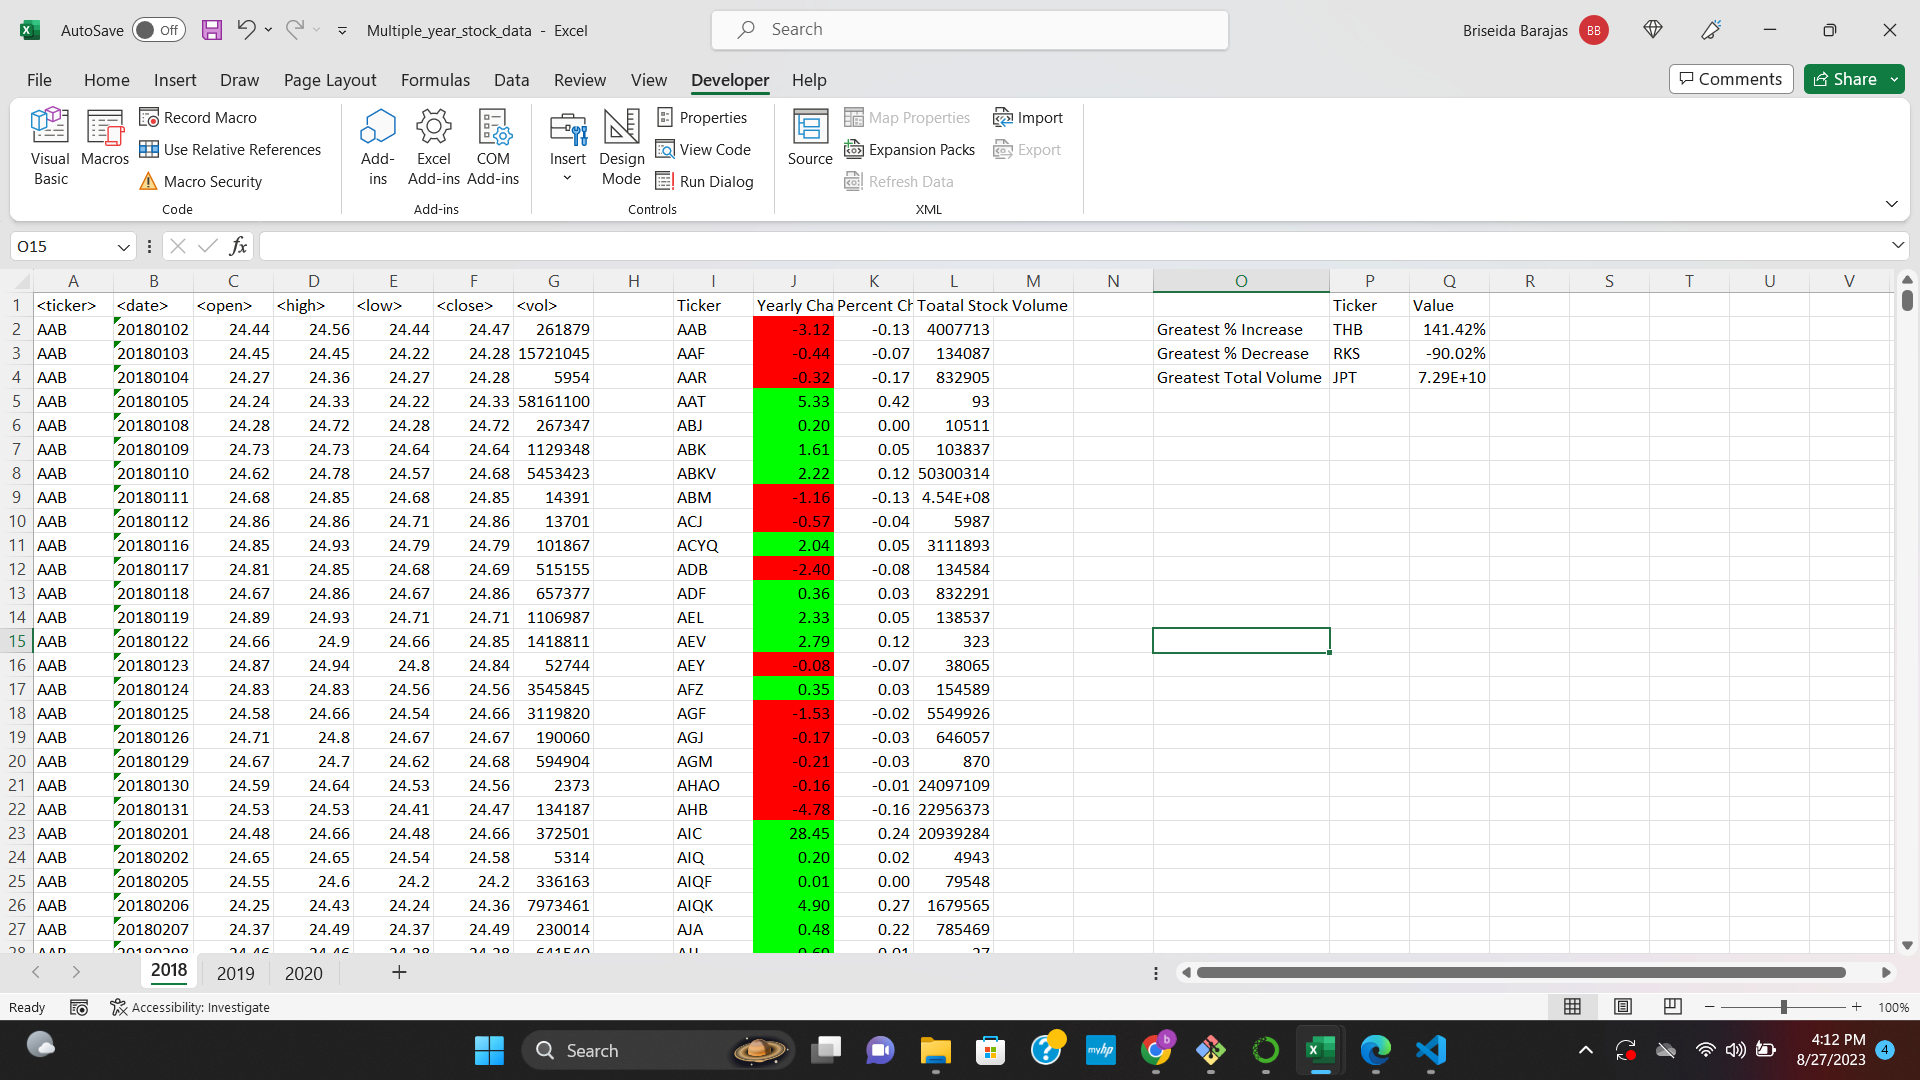 AutoSave Off Multiple_year_stock_data - Excel Search Briseida Barajas BB
File Home Insert Draw Page Layout Formulas Data Review View Developer Help Comments Share
Visual Basic Macros Record Macro Use Relative References Macro Security Code
Add-ins Excel Add-ins COM Add-ins Add-ins
Insert Design Mode Properties View Code Run Dialog Controls
Source Map Properties Expansion Packs Refresh Data Import Export XML
O15 fx
A B C D E F G H I J K L M N O P Q R S T U V
1 <ticker> <date> <open> <high> <low> <close> <vol> Ticker Yearly Cha Percent Ch Toatal Stock Volume Ticker Value
2 AAB 20180102 24.44 24.56 24.44 24.47 261879 AAB -3.12 -0.13 4007713 Greatest % Increase THB 141.42%
3 AAB 20180103 24.45 24.45 24.22 24.28 15721045 AAF -0.44 -0.07 134087 Greatest % Decrease RKS -90.02%
4 AAB 20180104 24.27 24.36 24.27 24.28 5954 AAR -0.32 -0.17 832905 Greatest Total Volume JPT 7.29E+10
5 AAB 20180105 24.24 24.33 24.22 24.33 58161100 AAT 5.33 0.42 93
6 AAB 20180108 24.28 24.72 24.28 24.72 267347 ABJ 0.20 0.00 10511
7 AAB 20180109 24.73 24.73 24.64 24.64 1129348 ABK 1.61 0.05 103837
8 AAB 20180110 24.62 24.78 24.57 24.68 5453423 ABKV 2.22 0.12 50300314
9 AAB 20180111 24.68 24.85 24.68 24.85 14391 ABM -1.16 -0.13 4.54E+08
10 AAB 20180112 24.86 24.86 24.71 24.86 13701 ACJ -0.57 -0.04 5987
11 AAB 20180116 24.85 24.93 24.79 24.79 101867 ACYQ 2.04 0.05 3111893
12 AAB 20180117 24.81 24.85 24.68 24.69 515155 ADB -2.40 -0.08 134584
13 AAB 20180118 24.67 24.86 24.67 24.86 657377 ADF 0.36 0.03 832291
14 AAB 20180119 24.89 24.93 24.71 24.71 1106987 AEL 2.33 0.05 138537
15 AAB 20180122 24.66 24.9 24.66 24.85 1418811 AEV 2.79 0.12 323
16 AAB 20180123 24.87 24.94 24.8 24.84 52744 AEY -0.08 -0.07 38065
17 AAB 20180124 24.83 24.83 24.56 24.56 3545845 AFZ 0.35 0.03 154589
18 AAB 20180125 24.58 24.66 24.54 24.66 3119820 AGF -1.53 -0.02 5549926
19 AAB 20180126 24.71 24.8 24.67 24.67 190060 AGJ -0.17 -0.03 646057
20 AAB 20180129 24.67 24.7 24.62 24.68 594904 AGM -0.21 -0.03 870
21 AAB 20180130 24.59 24.64 24.53 24.56 2373 AHAO -0.16 -0.01 24097109
22 AAB 20180131 24.53 24.53 24.41 24.47 134187 AHB -4.78 -0.16 22956373
23 AAB 20180201 24.48 24.66 24.48 24.66 372501 AIC 28.45 0.24 20939284
24 AAB 20180202 24.65 24.65 24.54 24.58 5314 AIQ 0.20 0.02 4943
25 AAB 20180205 24.55 24.6 24.2 24.2 336163 AIQF 0.01 0.00 79548
26 AAB 20180206 24.25 24.43 24.24 24.36 7973461 AIQK 4.90 0.27 1679565
27 AAB 20180207 24.37 24.49 24.37 24.49 230014 AJA 0.48 0.22 785469
2018 2019 2020
Ready Accessibility: Investigate 100%
Search myhp b 4:12 PM
8/27/2023 4